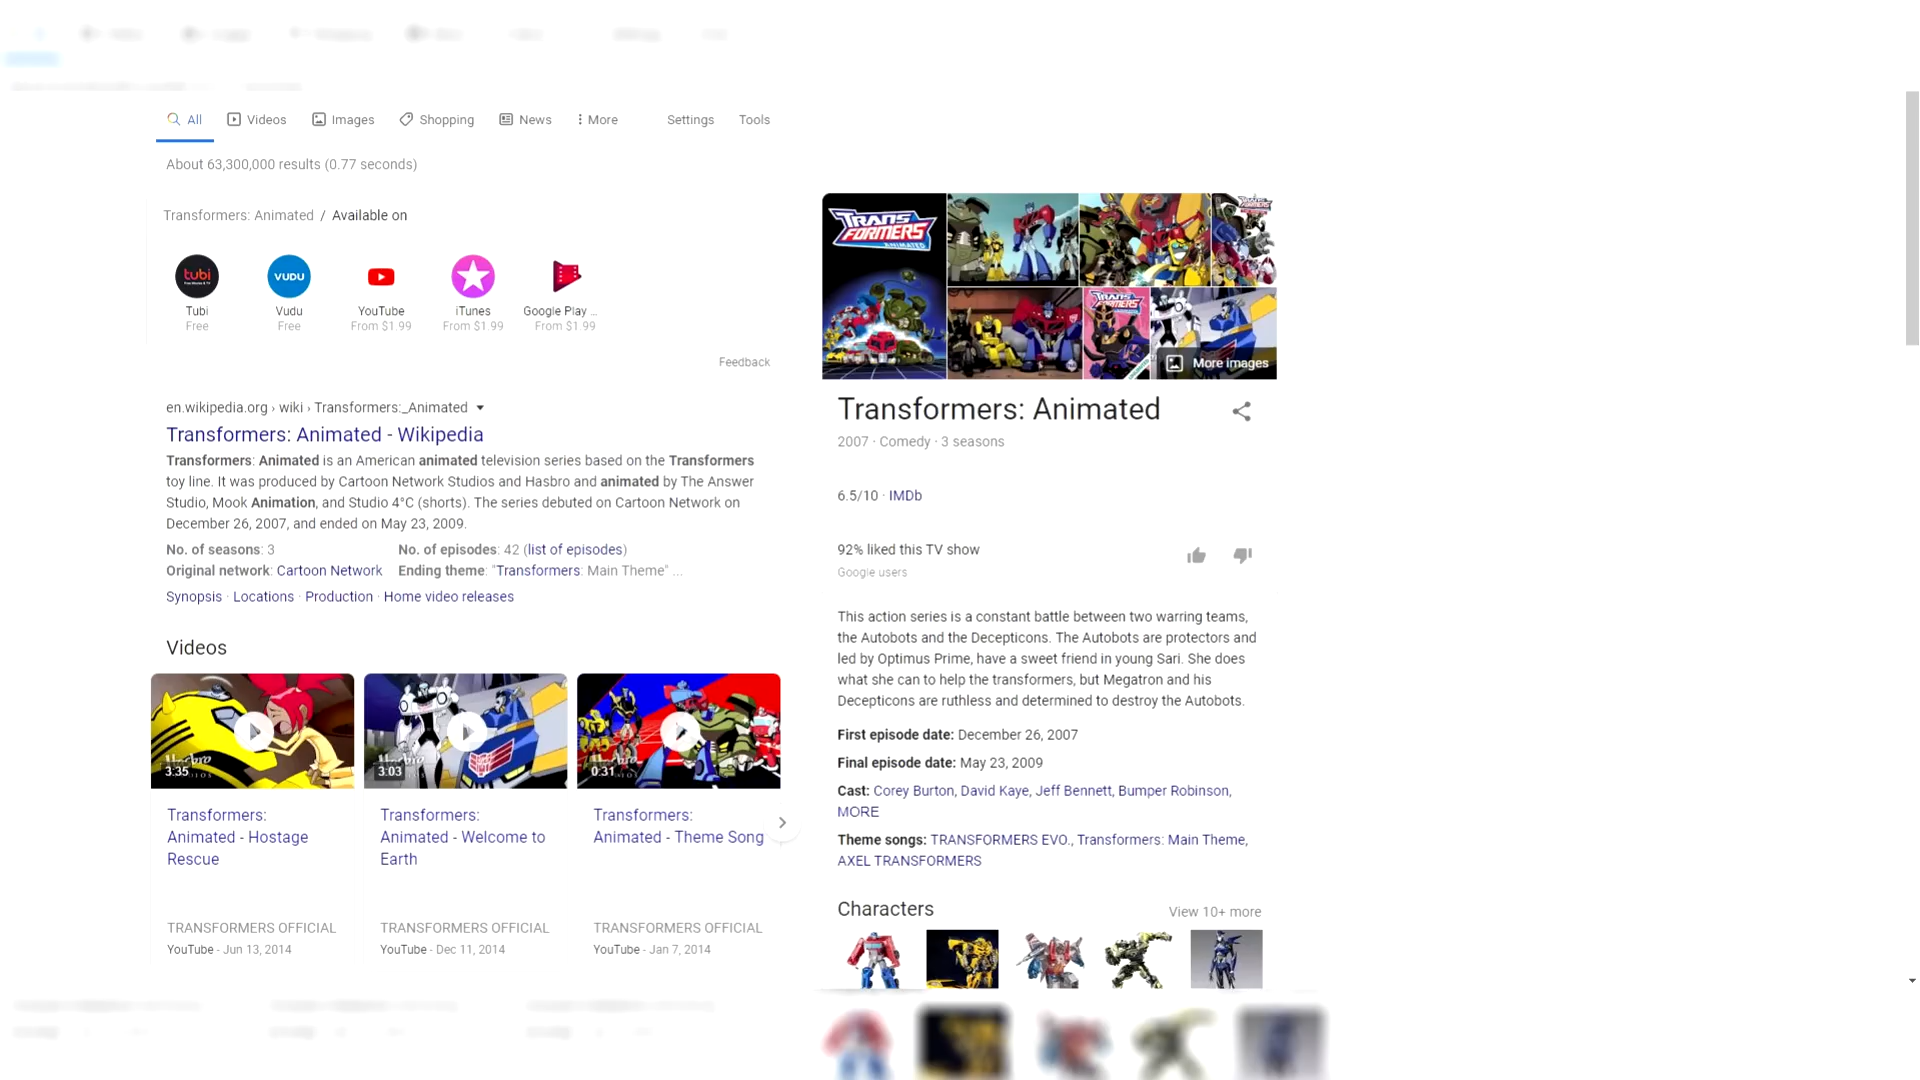 All Videos Images Shopping News More Settings Tools
About 63,300,000 results (0.77 seconds)
Transformers: Animated / Available on
tubi
VUDU
Tubi
Free
Vudu
Free
YouTube
From $1.99
iTunes
From $1.99
Google Play ...
From $1.99
Feedback
en.wikipedia.org › wiki › Transformers:_Animated
Transformers: Animated - Wikipedia
Transformers: Animated is an American animated television series based on the Transformers
toy line. It was produced by Cartoon Network Studios and Hasbro and animated by The Answer
Studio, Mook Animation, and Studio 4°C (shorts). The series debuted on Cartoon Network on
December 26, 2007, and ended on May 23, 2009.
No. of seasons: 3 No. of episodes: 42 (list of episodes)
Original network: Cartoon Network Ending theme: "Transformers: Main Theme" ...
Synopsis · Locations · Production · Home video releases
Videos
3:35
3:03
0:31
Transformers:
Animated - Hostage
Rescue
TRANSFORMERS OFFICIAL
YouTube - Jun 13, 2014
Transformers:
Animated - Welcome to
Earth
TRANSFORMERS OFFICIAL
YouTube - Dec 11, 2014
Transformers:
Animated - Theme Song
TRANSFORMERS OFFICIAL
YouTube - Jan 7, 2014
TRANSFORMERS
ANIMATED
More images
Transformers: Animated
2007 · Comedy · 3 seasons
6.5/10 · IMDb
92% liked this TV show
Google users
This action series is a constant battle between two warring teams,
the Autobots and the Decepticons. The Autobots are protectors and
led by Optimus Prime, have a sweet friend in young Sari. She does
what she can to help the transformers, but Megatron and his
Decepticons are ruthless and determined to destroy the Autobots.
First episode date: December 26, 2007
Final episode date: May 23, 2009
Cast: Corey Burton, David Kaye, Jeff Bennett, Bumper Robinson,
MORE
Theme songs: TRANSFORMERS EVO., Transformers: Main Theme,
AXEL TRANSFORMERS
Characters
View 10+ more